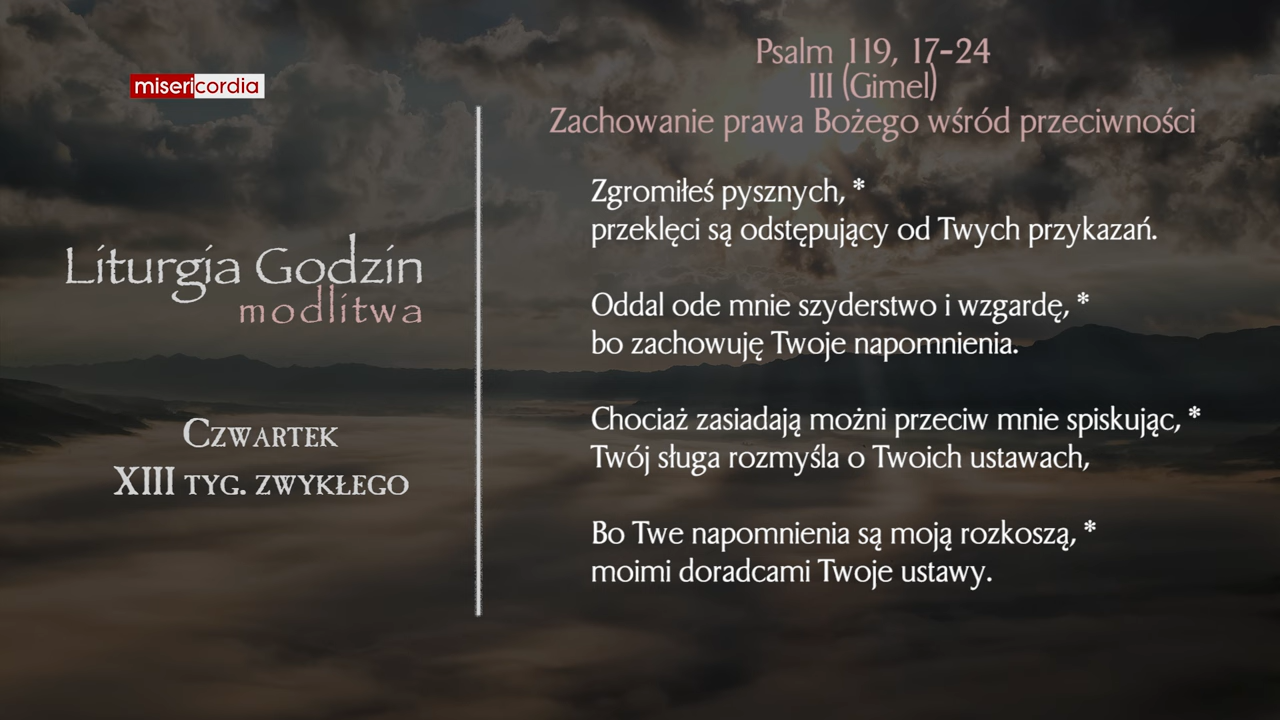 misericordia
Liturgia Godzin
modlitwa
Czwartek
XIII tyg. zwykłego
Psalm 119, 17-24
III (Gimel)
Zachowanie prawa Bożego wśród przeciwności
Zgromiłeś pysznych, *
przeklęci są odstępujący od Twych przykazań.
Oddal ode mnie szyderstwo i wzgardę, *
bo zachowuję Twoje napomnienia.
Chociaż zasiadają możni przeciw mnie spiskując, *
Twój sługa rozmyśla o Twoich ustawach,
Bo Twe napomnienia są moją rozkoszą, *
moimi doradcami Twoje ustawy.